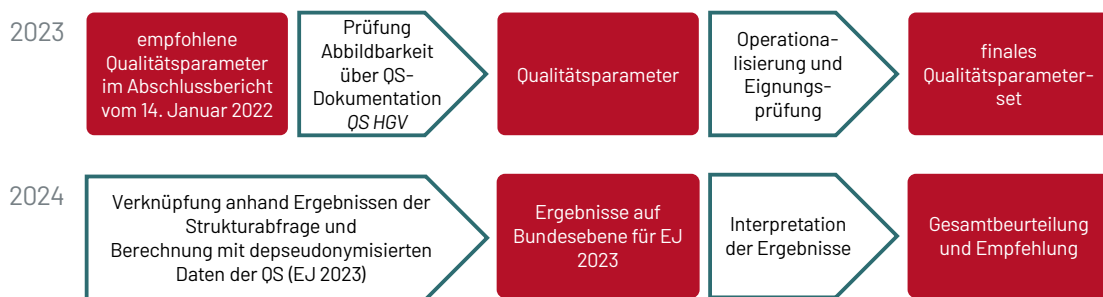 2023
empfohlene
Qualitätsparameter
im Abschlussbericht
vom 14. Januar 2022
Prüfung
Abbildbarkeit
über QS-
Dokumentation
QS HGV
Qualitätsparameter
Operationa-
lisierung und
Eignungs-
prüfung
finales
Qualitätsparameter-
set
2024
Verknüpfung anhand Ergebnissen der
Strukturabfrage und
Berechnung mit depseudonymisierten
Daten der QS (EJ 2023)
Ergebnisse auf
Bundesebene für EJ
2023
Interpretation
der Ergebnisse
Gesamtbeurteilung
und Empfehlung